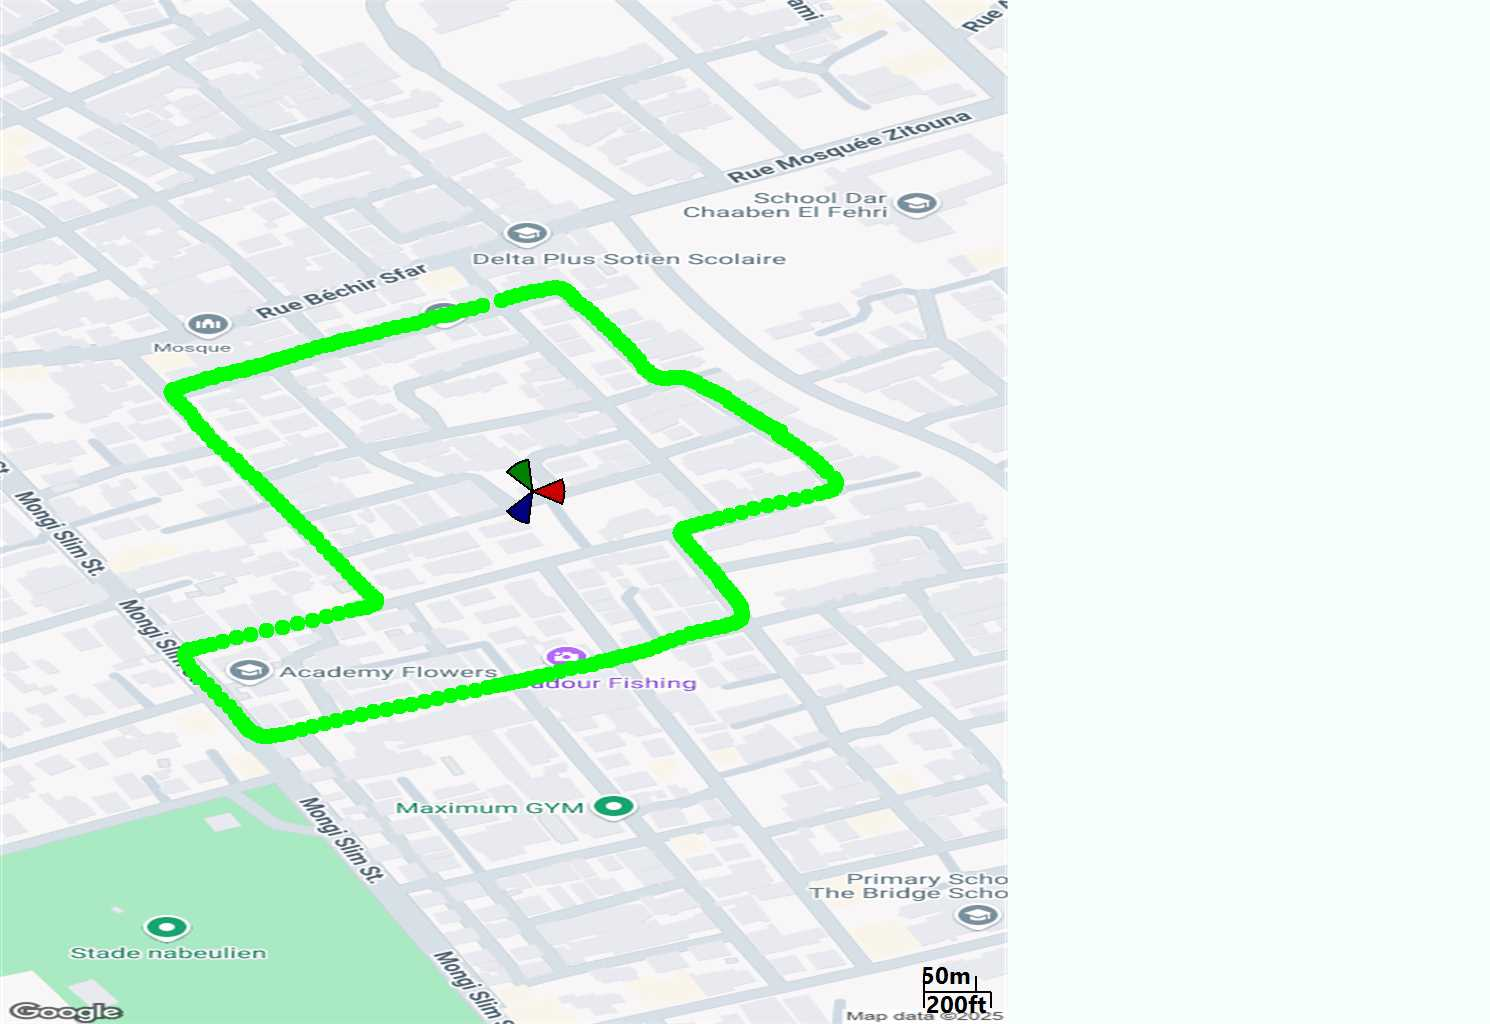 Rue Mosquée Zitouna
School Dar
Chaaben El Fehri
Delta Plus Sotien Scolaire
Rue Béchir Sfar
Mosque
Mongi Slim St.
Mongi Slim
Academy Flowers
Fishing
Maximum GYM
Mongi Slim St.
Primary Scho
The Bridge Scho
Stade nabeulien
Mongi Slim S
50m
200ft
Google
Map data ©2025